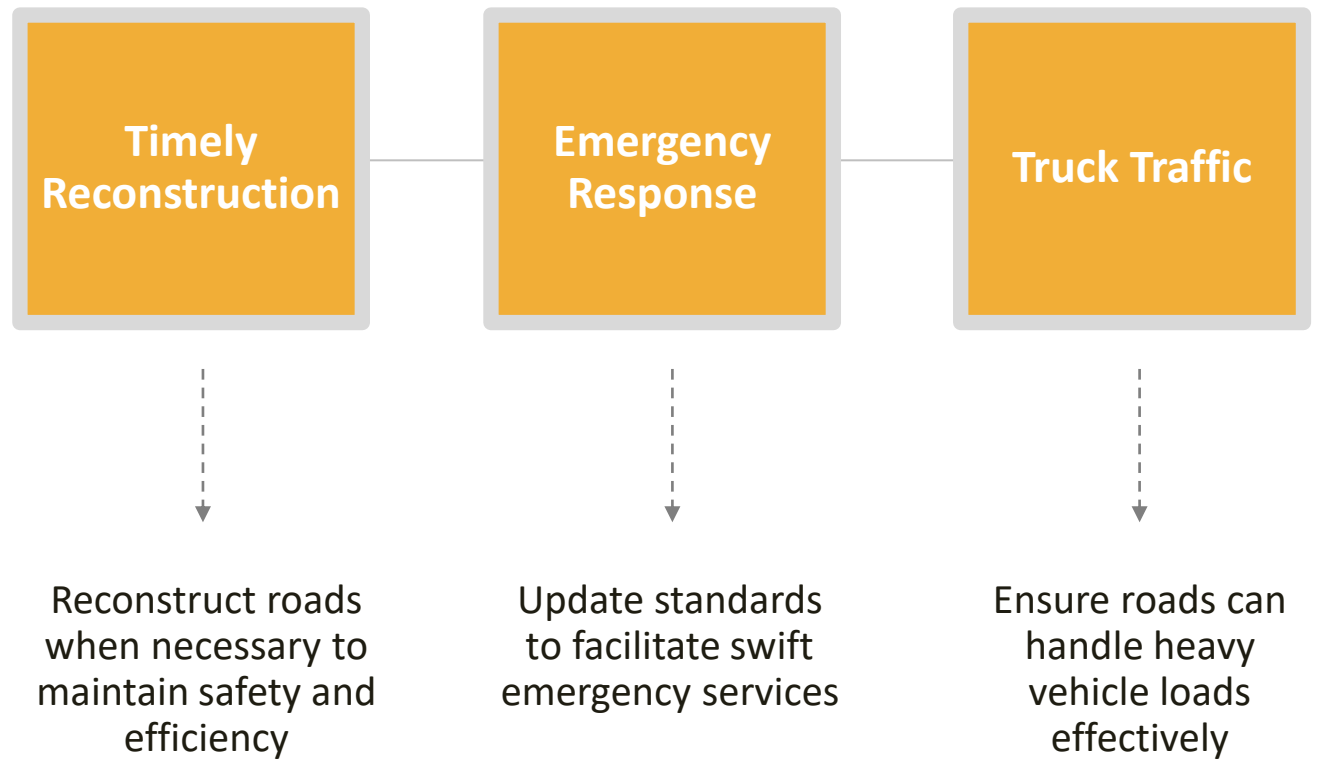 Timely
Reconstruction
Emergency
Response
Truck Traffic
Reconstruct roads
when necessary to
maintain safety and
efficiency
Update standards
to facilitate swift
emergency services
Ensure roads can
handle heavy
vehicle loads
effectively